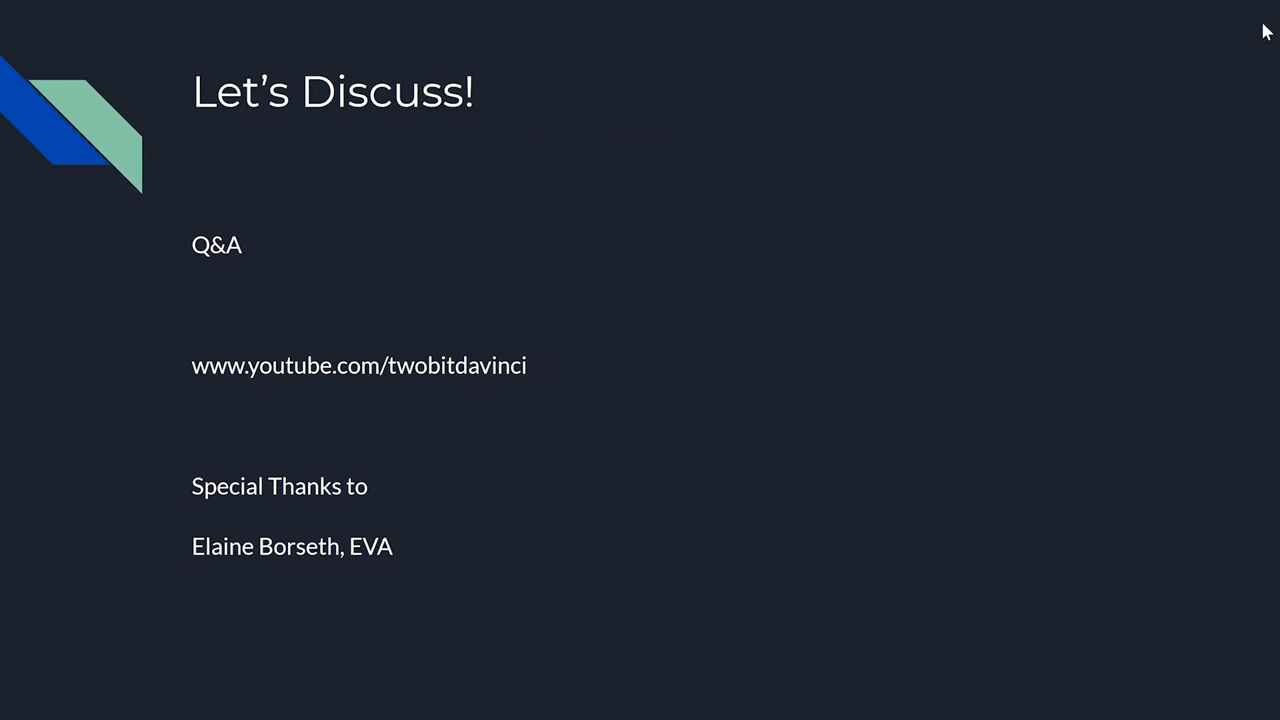 Let’s Discuss!
Q&A
www.youtube.com/twobitdavinci
Special Thanks to
Elaine Borseth, EVA